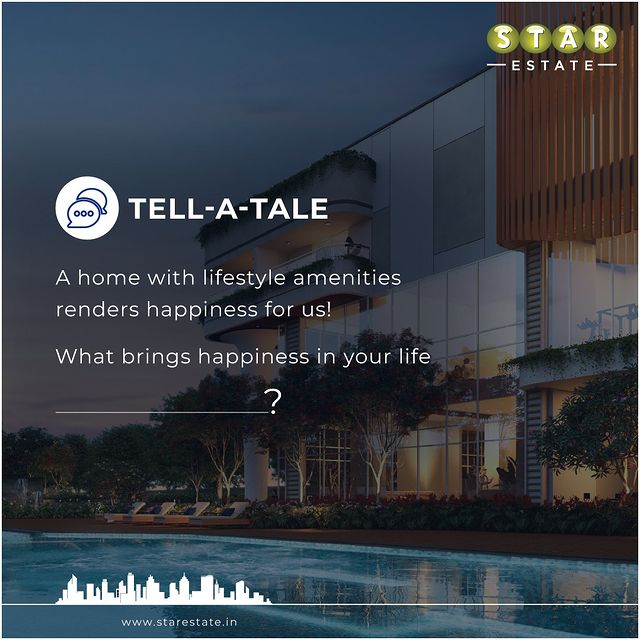 STAR
ESTATE
TELL-A-TALE
A home with lifestyle amenities
renders happiness for us!
What brings happiness in your life
____________________?
www.starestate.in